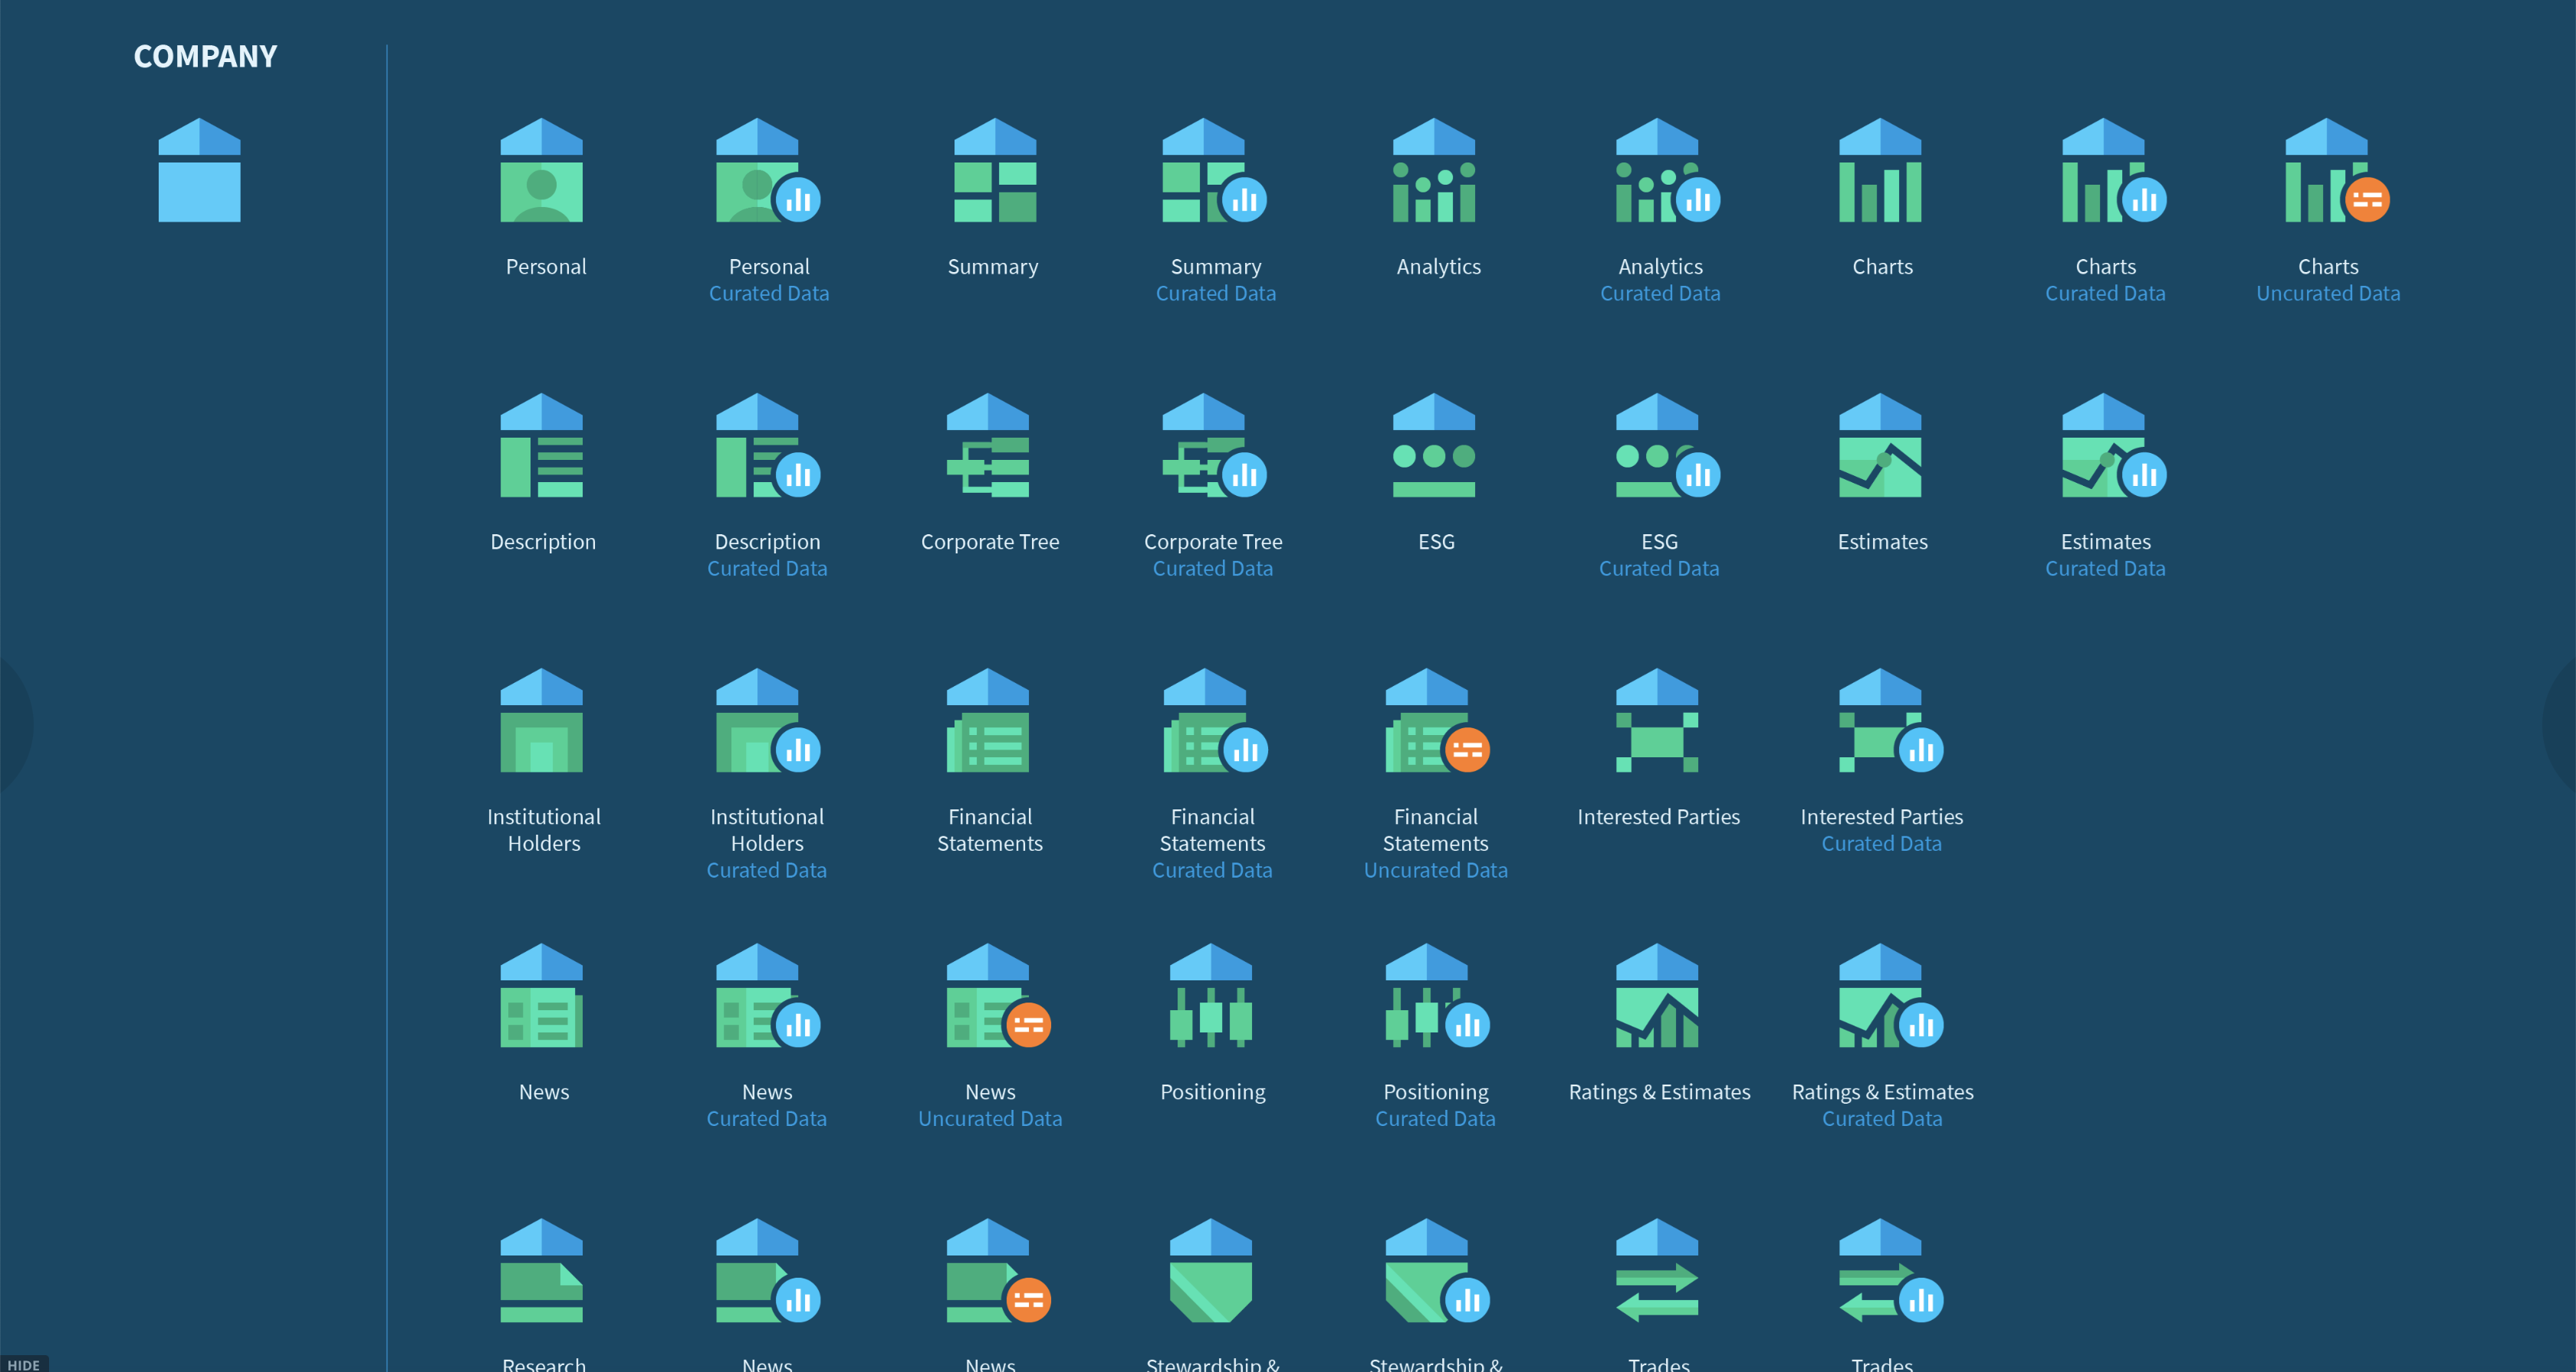 COMPANY
Personal
Personal
Curated Data
Summary
Summary
Curated Data
Analytics
Analytics
Curated Data
Charts
Charts
Curated Data
Charts
Uncurated Data
Description
Description
Curated Data
Corporate Tree
Corporate Tree
Curated Data
ESG
ESG
Curated Data
Estimates
Estimates
Curated Data
Institutional
Holders
Institutional
Holders
Curated Data
Financial
Statements
Financial
Statements
Curated Data
Financial
Statements
Uncurated Data
Interested Parties
Interested Parties
Curated Data
News
News
Curated Data
News
Uncurated Data
Positioning
Positioning
Curated Data
Ratings & Estimates
Ratings & Estimates
Curated Data
Research
News
News
Stewardship &
Stewardship &
Trades
Trades
HIDE